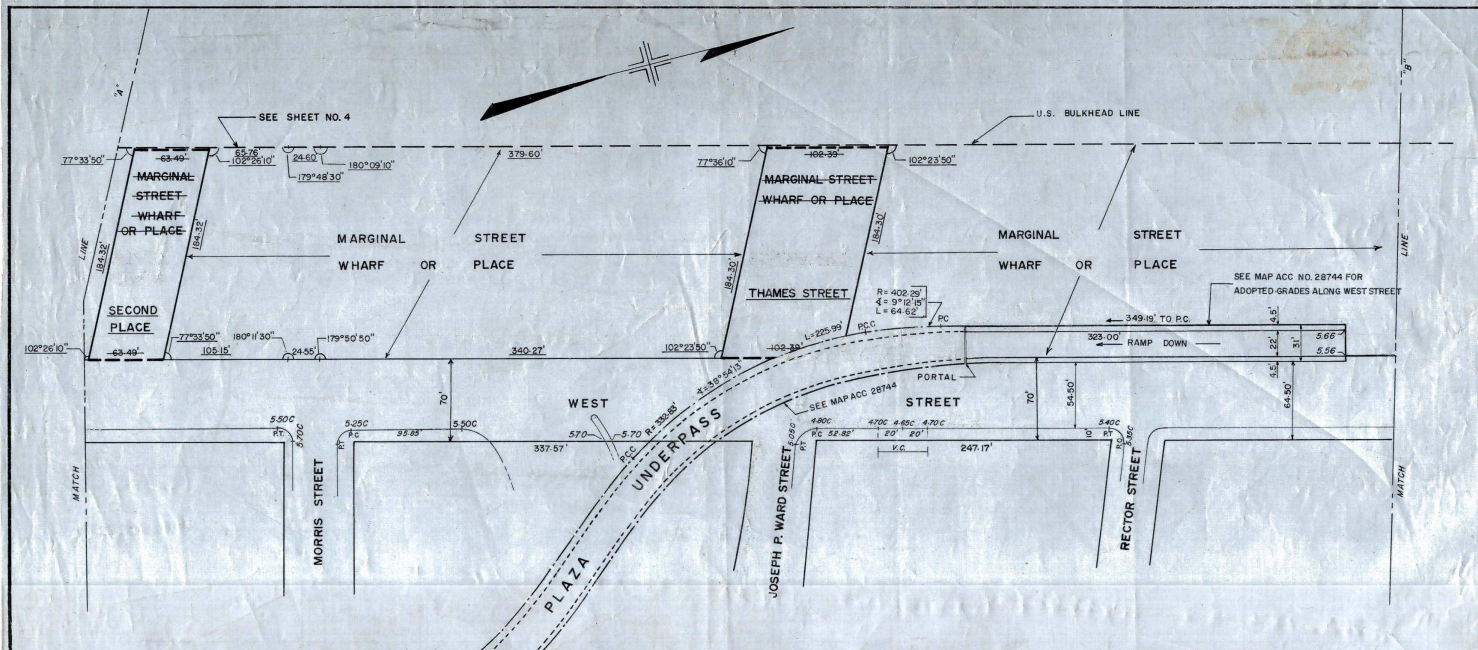 "A"
"B"
SEE SHEET NO. 4
U.S. BULKHEAD LINE
77°33'50"
63.49'
102°26'10"
65.76
24.60
179°48'30"
180°09'10"
379.60'
77°36'10"
102.39'
102°23'50"
MARGINAL
STREET
WHARF
OR PLACE
MARGINAL STREET
WHARF OR PLACE
LINE
184.32'
184.32'
MARGINAL STREET
WHARF OR PLACE
184.30'
184.30'
MARGINAL STREET
WHARF OR PLACE
LINE
SECOND
PLACE
THAMES STREET
R= 402.29'
∢= 9°12'15"
L= 64.62'
SEE MAP ACC NO. 28744 FOR
ADOPTED GRADES ALONG WEST STREET
349.19' TO P.C.
4.5'
P.C
P.C.C
L=225.99'
323.00'
RAMP DOWN
22'
31'
5.66
5.56
102°26'10"
63.49'
77°33'50"
105.15'
180°11'30"
24.55'
179°50'50"
340.27'
102°23'50"
102.39'
∢=38°54'13"
R= 332.83'
PORTAL
4.5'
SEE MAP ACC 28744
70'
WEST STREET
70'
54.50'
64.50'
5.50C
P.T.
5.70C
5.25C
P.C
P.T
95.85'
5.50C
337.57'
5.70
5.70
P.C.C
UNDERPASS
PLAZA
4.80C
P.C
52.82'
5.05C
P.T
4.70C
4.65C
4.70C
20'
20'
V.C.
247.17'
10'
5.40C
P.T
P.C
5.35C
MATCH
MORRIS STREET
JOSEPH P. WARD STREET
RECTOR STREET
MATCH